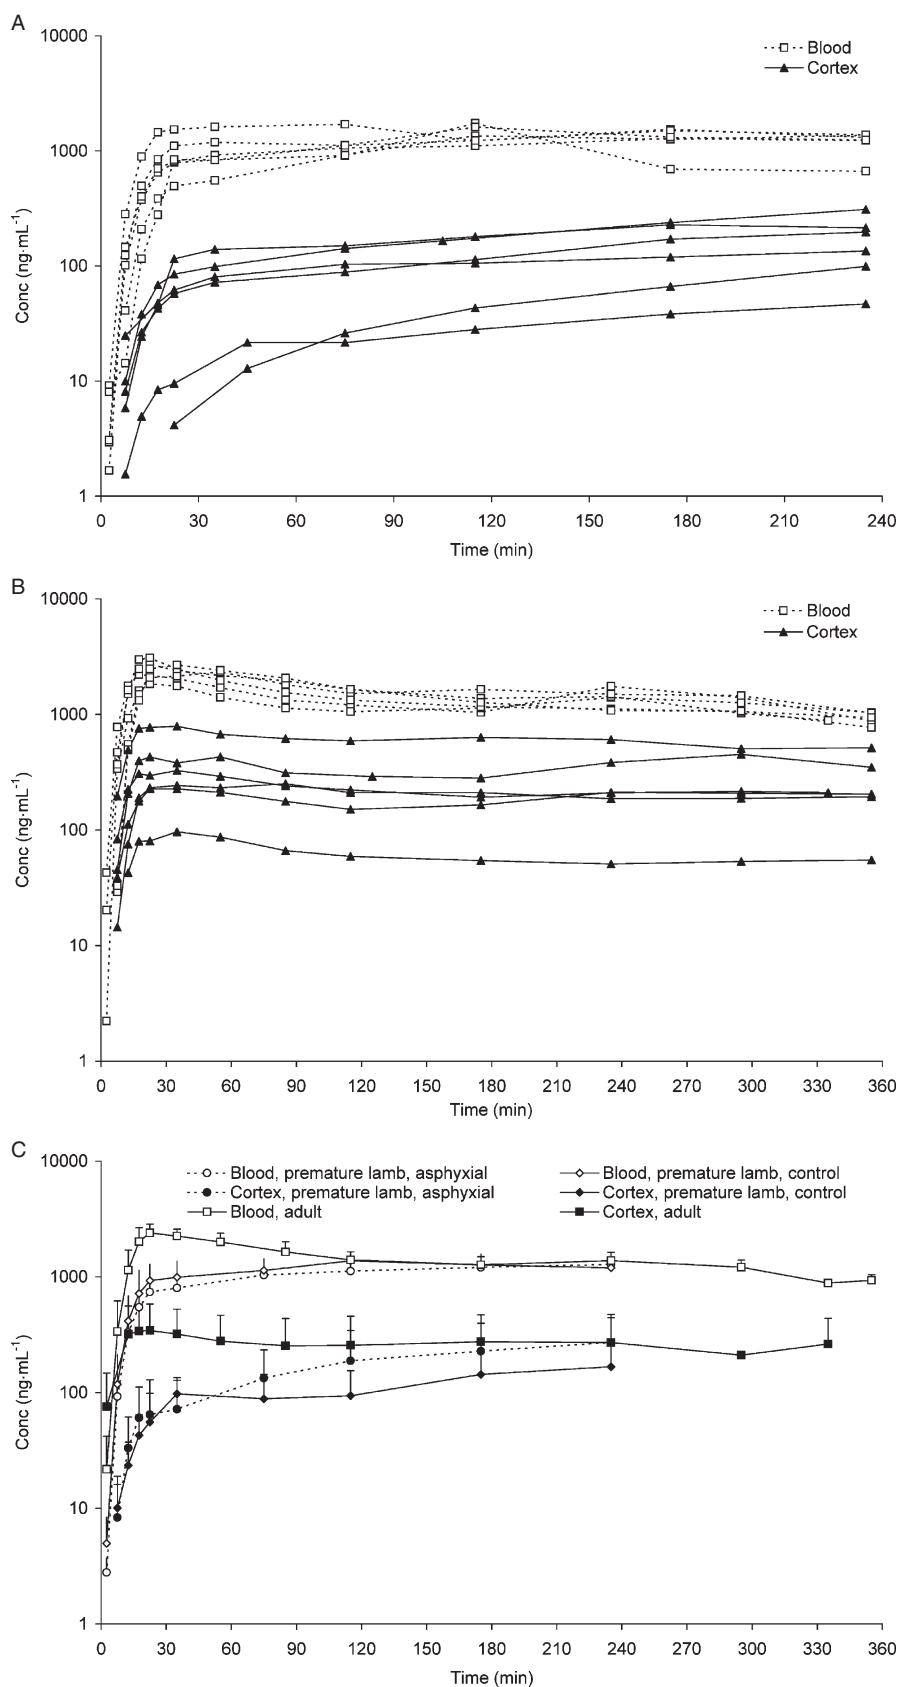 A
10000
1000
100
10
1
Conc (ng·mL-1)
Blood
Cortex
0 30 60 90 120 150 180 210 240
Time (min)
B
10000
1000
100
10
1
Conc (ng·mL-1)
Blood
Cortex
0 30 60 90 120 150 180 210 240 270 300 330 360
Time (min)
C
10000
1000
100
10
1
Conc (ng·mL-1)
Blood, premature lamb, asphyxial Blood, premature lamb, control
Cortex, premature lamb, asphyxial Cortex, premature lamb, control
Blood, adult Cortex, adult
0 30 60 90 120 150 180 210 240 270 300 330 360
Time (min)